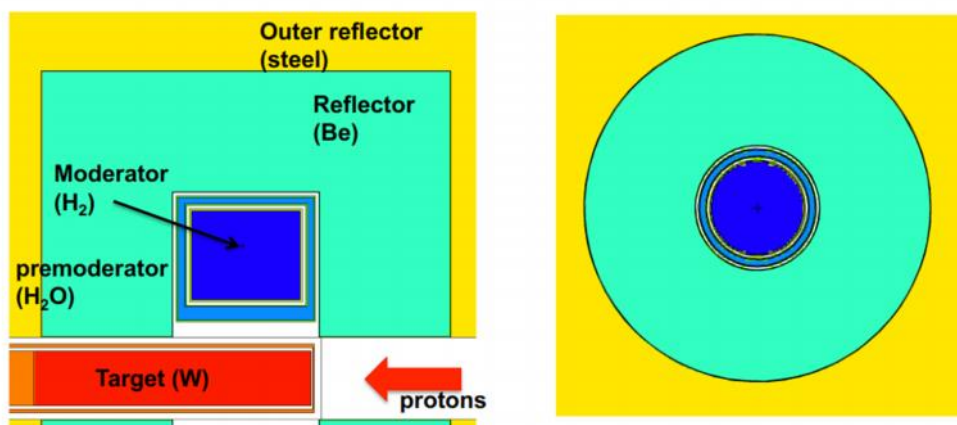 Outer reflector
(steel)
Reflector
(Be)
Moderator
(H₂)
premoderator
(H₂O)
Target (W)
protons